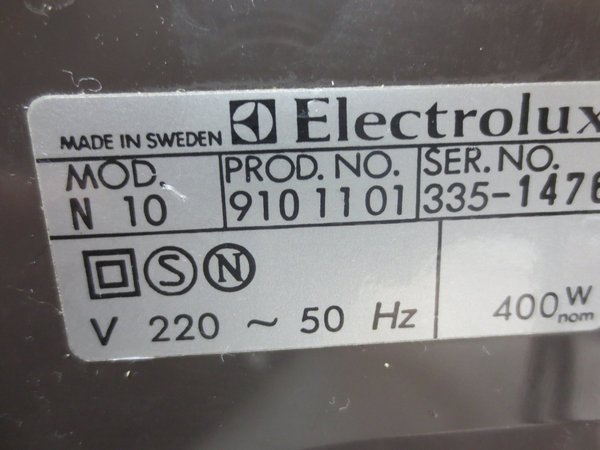 MADE IN SWEDEN Electrolux
MOD. PROD. NO. SER. NO.
N 10 910 11 01 335-1476
S N
V 220 ~ 50 Hz 400 W nom